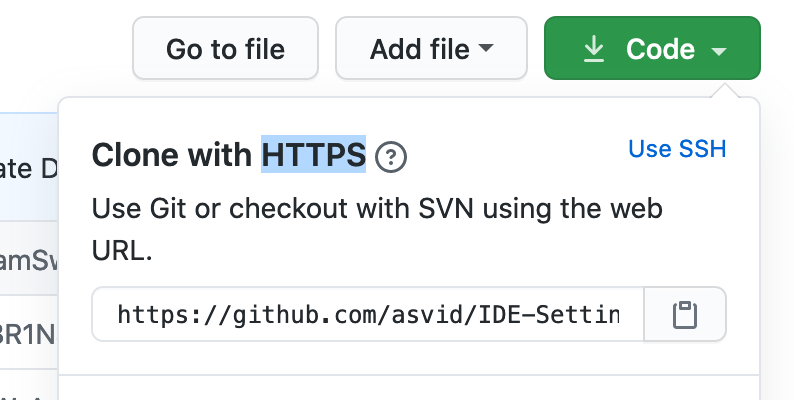 Go to file
Add file
Code
Clone with HTTPS
Use SSH
Use Git or checkout with SVN using the web
URL.
https://github.com/asvid/IDE-Settin
ate D
amSw
3R1N